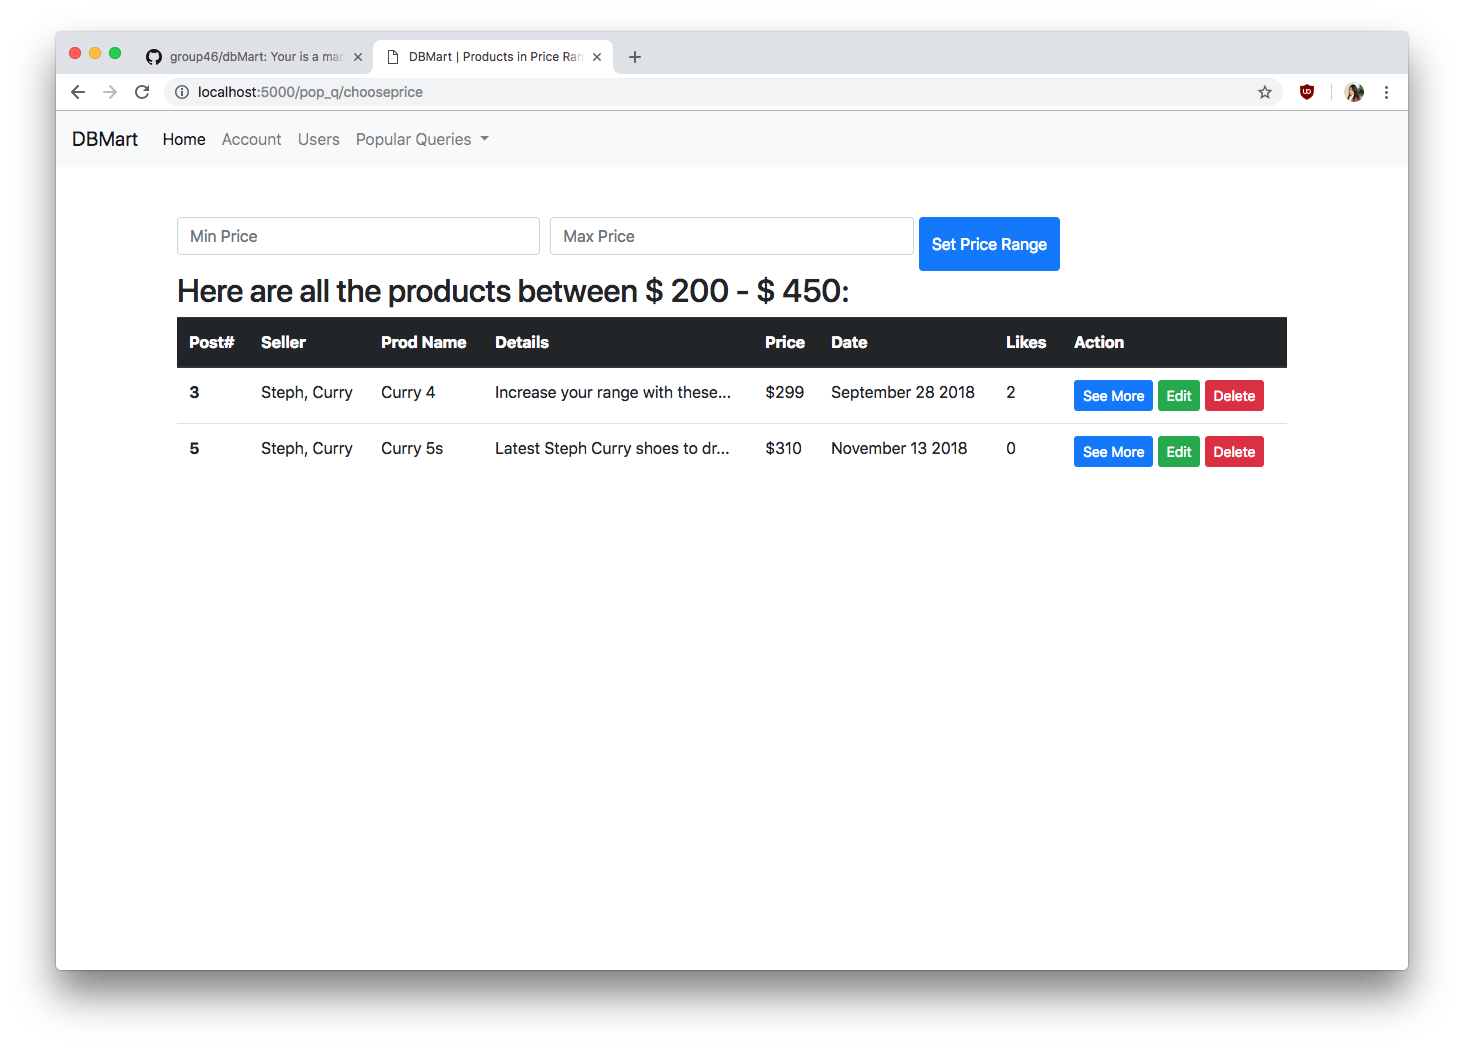 group46/dbMart: Your is a mar
DBMart | Products in Price Ran
localhost:5000/pop_q/chooseprice
DBMart Home Account Users Popular Queries
Min Price Max Price Set Price Range
Here are all the products between $ 200 - $ 450:
Post# Seller Prod Name Details Price Date Likes Action
3 Steph, Curry Curry 4 Increase your range with these... $299 September 28 2018 2 See More Edit Delete
5 Steph, Curry Curry 5s Latest Steph Curry shoes to dr... $310 November 13 2018 0 See More Edit Delete